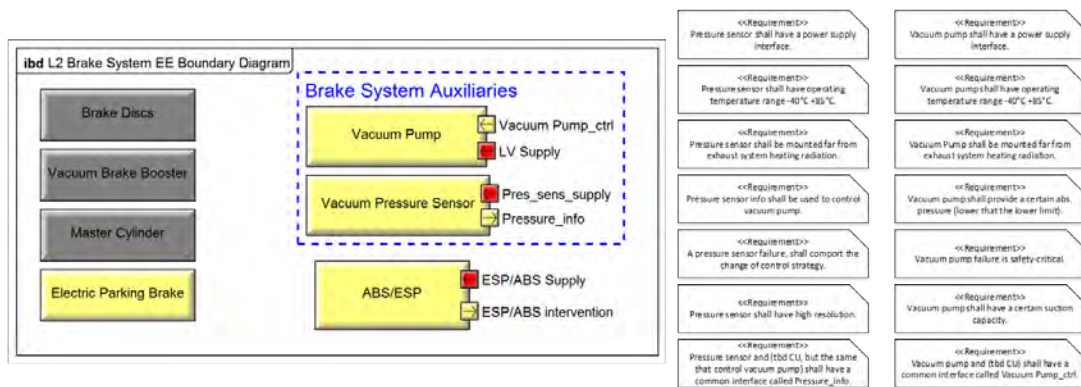 ibd L2 Brake System EE Boundary Diagram
Brake Discs
Vacuum Brake Booster
Master Cylinder
Electric Parking Brake
Brake System Auxiliaries
Vacuum Pump
Vacuum Pump_ctrl
LV Supply
Vacuum Pressure Sensor
Pres_sens_supply
Pressure_info
ABS/ESP
ESP/ABS Supply
ESP/ABS intervention
<<Requirement>>
Pressure sensor shall have a power supply
interface.
<<Requirement>>
Pressure sensor shall have operating
temperature range -40°C +85°C.
<<Requirement>>
Pressure sensor shall be mounted far from
exhaust system heating radiation.
<<Requirement>>
Pressure sensor info shall be used to control
vacuum pump.
<<Requirement>>
A pressure sensor failure, shall comport the
change of control strategy.
<<Requirement>>
Pressure sensor shall have high resolution.
<<Requirement>>
Pressure sensor and (tbd CU, but the same
that control vacuum pump) shall have a
common interface called Pressure_info.
<<Requirement>>
Vacuum pump shall have a power supply
interface.
<<Requirement>>
Vacuum pump shall have operating
temperature range -40°C +85°C.
<<Requirement>>
Vacuum Pump shall be mounted far from
exhaust system heating radiation.
<<Requirement>>
Vacuum pump shall provide a certain abs.
pressure (lower that the lower limit).
<<Requirement>>
Vacuum pump failure is safety-critical.
<<Requirement>>
Vacuum pump shall have a certain suction
capacity.
<<Requirement>>
Vacuum pump and (tbd CU) shall have a
common interface called Vacuum Pump_ctrl.